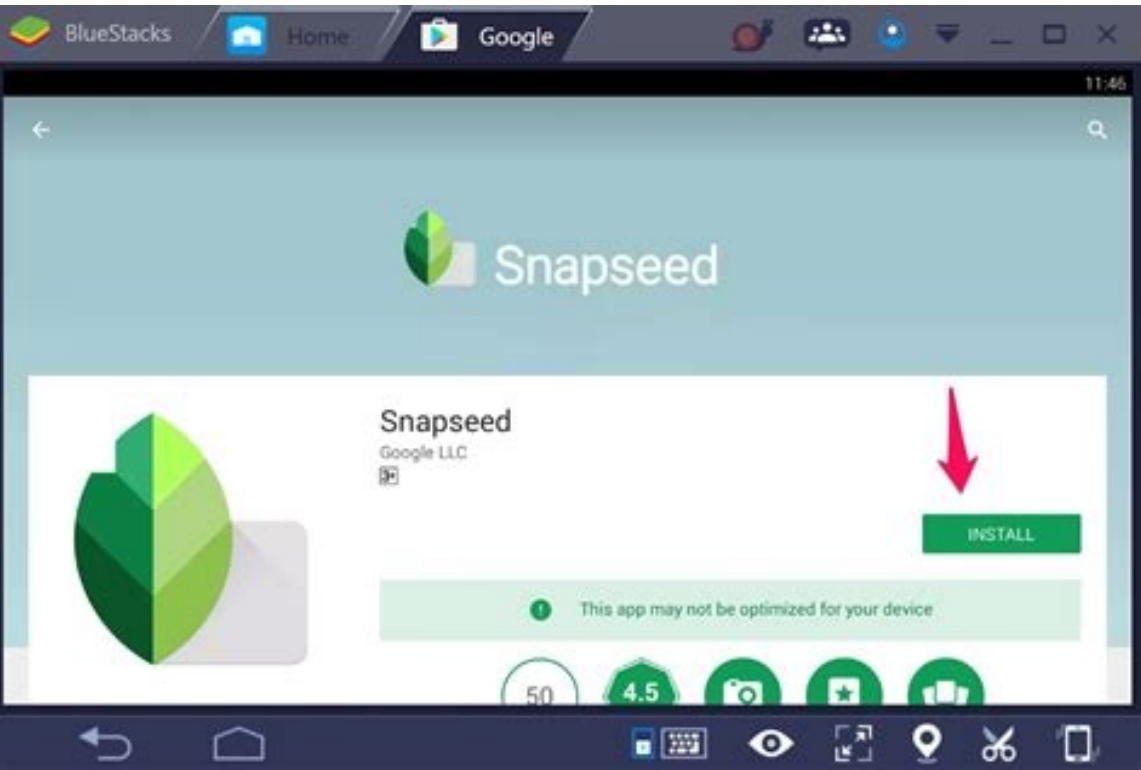 BlueStacks Home Google
11:46
Snapseed
Snapseed
Google LLC
3+
INSTALL
This app may not be optimized for your device
50 4.5